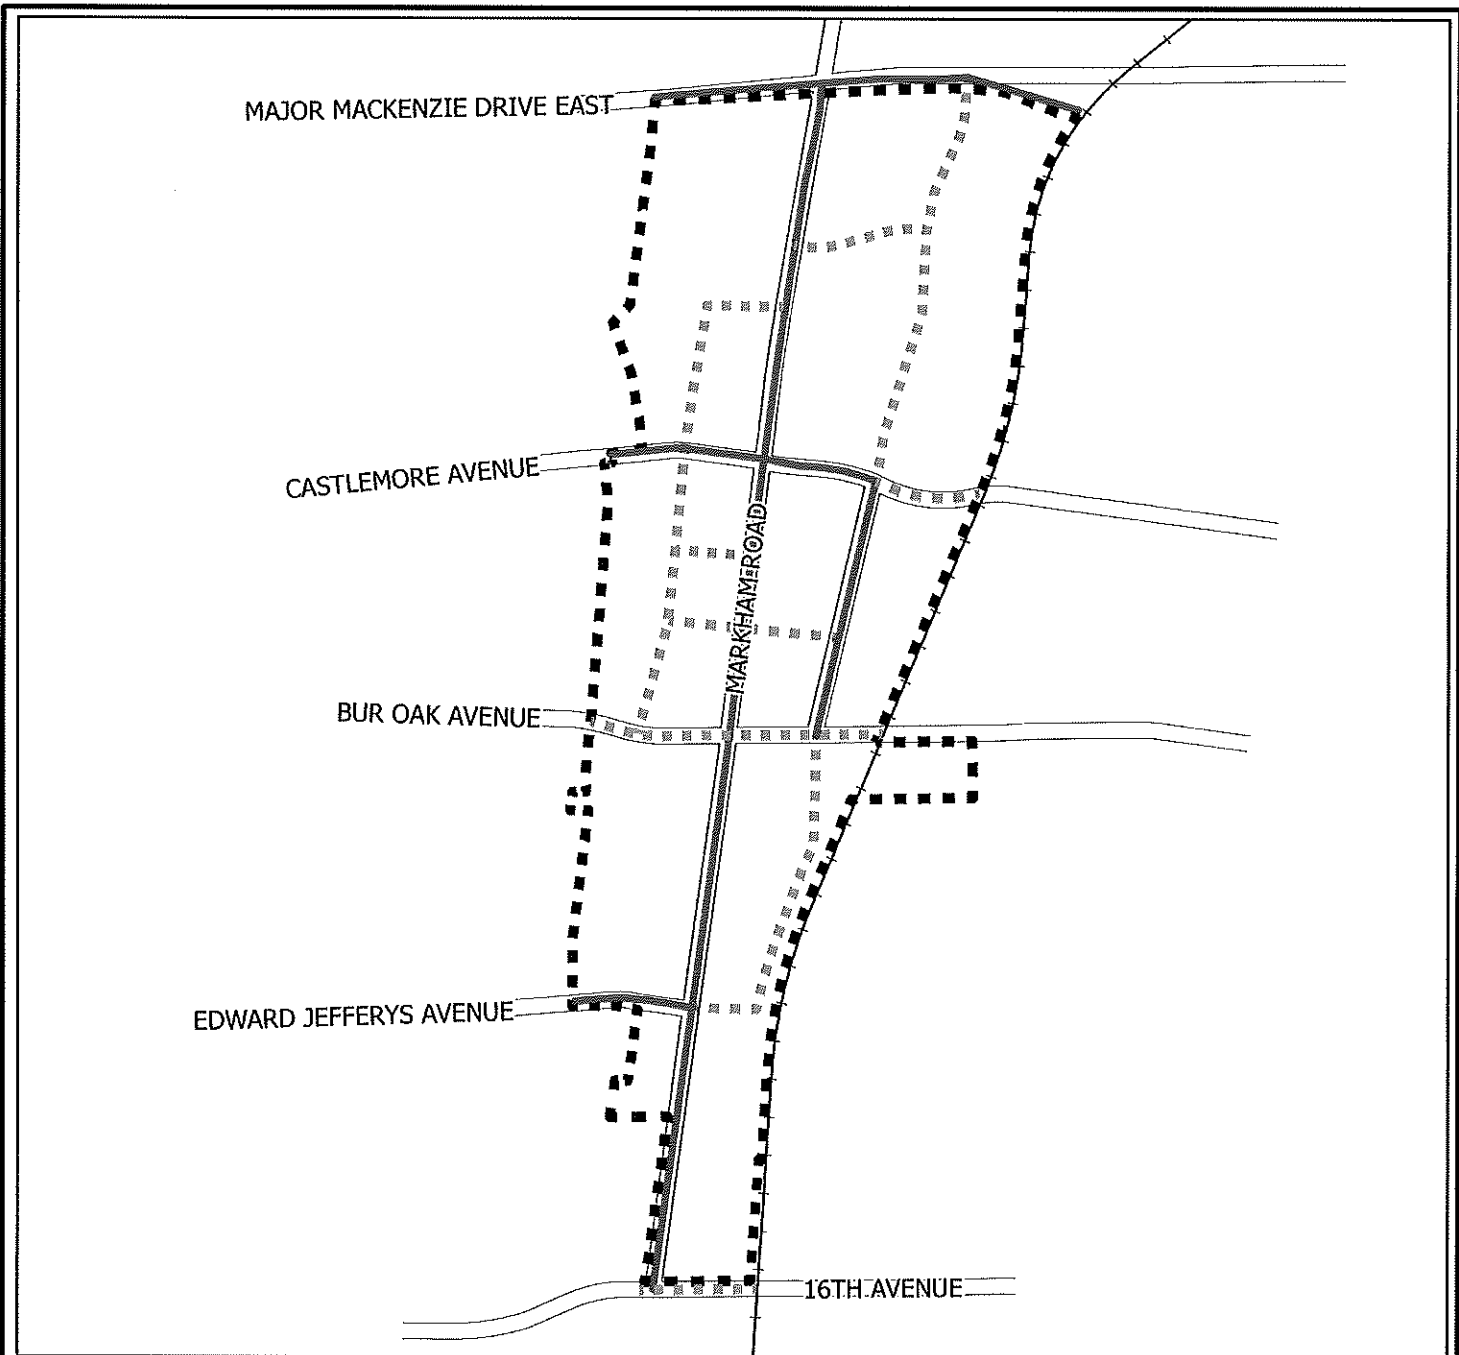 MAJOR MACKENZIE DRIVE EAST
CASTLEMORE AVENUE
MARKHAM ROAD
BUR OAK AVENUE
EDWARD JEFFERYS AVENUE
16TH AVENUE